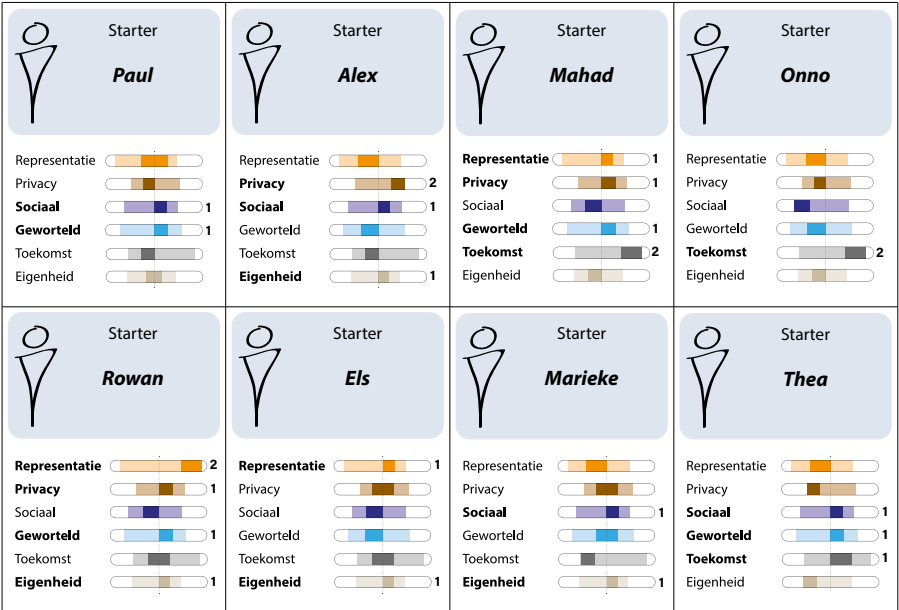 Starter
Paul
Representatie
Privacy
Sociaal 1
Geworteld 1
Toekomst
Eigenheid
Starter
Alex
Representatie
Privacy 2
Sociaal 1
Geworteld
Toekomst
Eigenheid 1
Starter
Mahad
Representatie 1
Privacy 1
Sociaal
Geworteld 1
Toekomst 2
Eigenheid
Starter
Onno
Representatie
Privacy
Sociaal
Geworteld
Toekomst 2
Eigenheid
Starter
Rowan
Representatie 2
Privacy 1
Sociaal
Geworteld 1
Toekomst
Eigenheid 1
Starter
Els
Representatie 1
Privacy
Sociaal
Geworteld
Toekomst
Eigenheid 1
Starter
Marieke
Representatie
Privacy
Sociaal 1
Geworteld
Toekomst
Eigenheid 1
Starter
Thea
Representatie
Privacy
Sociaal 1
Geworteld 1
Toekomst 1
Eigenheid